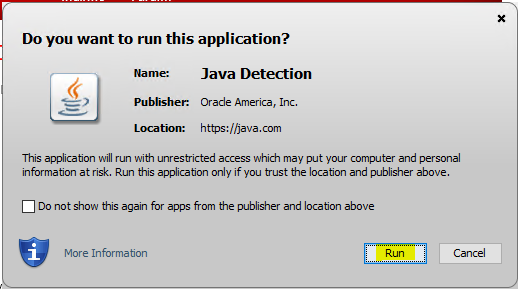 Do you want to run this application?
Name: Java Detection
Publisher: Oracle America, Inc.
Location: https://java.com
This application will run with unrestricted access which may put your computer and personal
information at risk. Run this application only if you trust the location and publisher above.
Do not show this again for apps from the publisher and location above
More Information
Run
Cancel